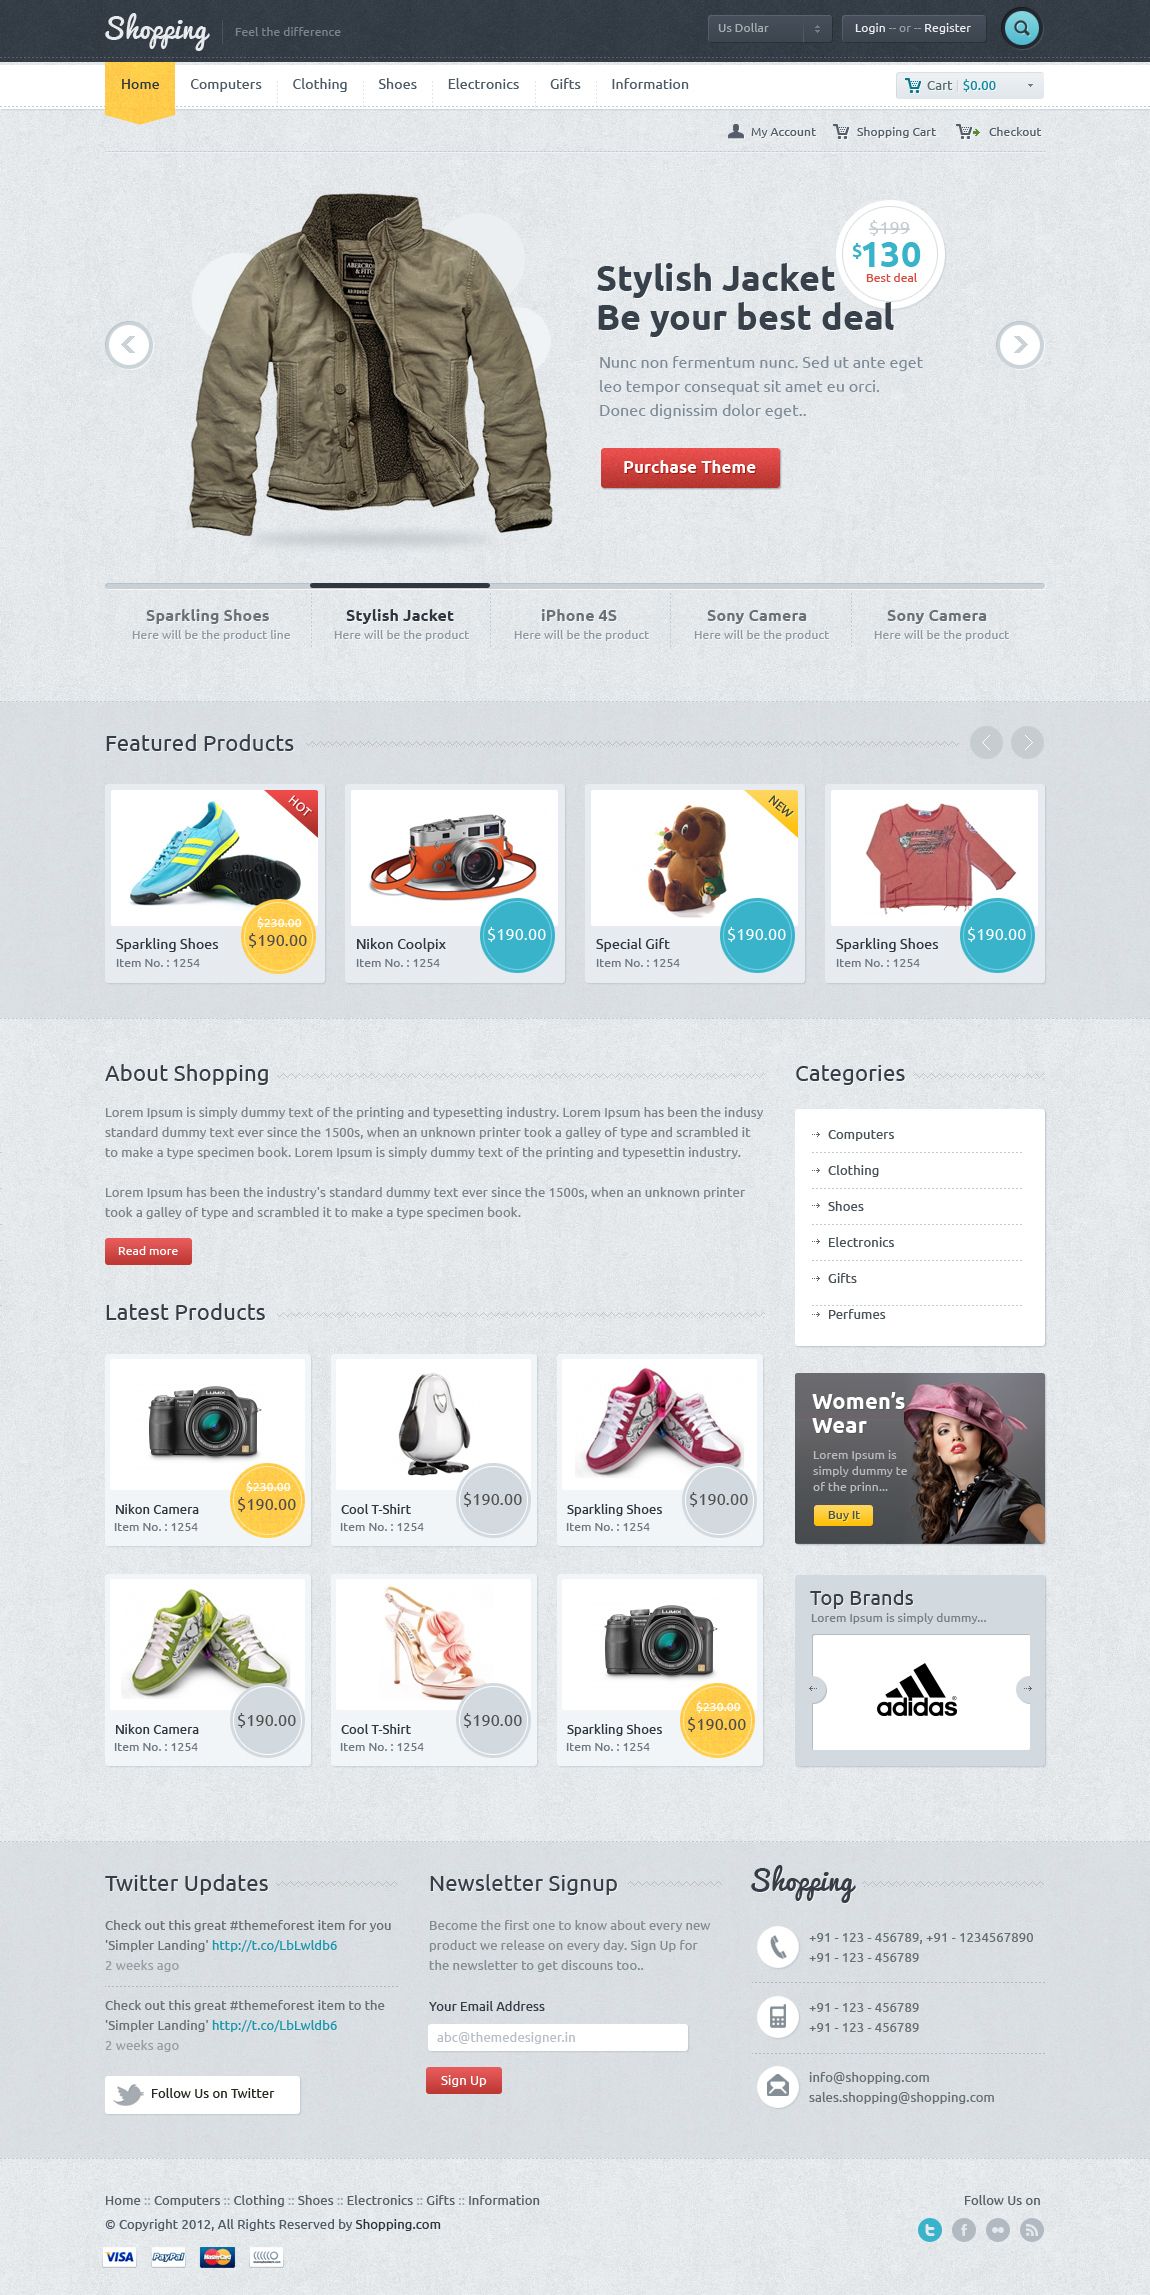 Shopping
Feel the difference
Us Dollar
Login -- or -- Register
Home
Computers
Clothing
Shoes
Electronics
Gifts
Information
Cart $0.00
My Account
Shopping Cart
Checkout
ABERCROMBIE
& FITCH
$199
$130
Best deal
Stylish Jacket
Be your best deal
Nunc non fermentum nunc. Sed ut ante eget
leo tempor consequat sit amet eu orci.
Donec dignissim dolor eget..
Purchase Theme
Sparkling Shoes
Here will be the product line
Stylish Jacket
Here will be the product
iPhone 4S
Here will be the product
Sony Camera
Here will be the product
Sony Camera
Here will be the product
Featured Products
HOT
$230.00
$190.00
Sparkling Shoes
Item No. : 1254
$190.00
Nikon Coolpix
Item No. : 1254
NEW
$190.00
Special Gift
Item No. : 1254
$190.00
Sparkling Shoes
Item No. : 1254
About Shopping
Lorem Ipsum is simply dummy text of the printing and typesetting industry. Lorem Ipsum has been the indusy
standard dummy text ever since the 1500s, when an unknown printer took a galley of type and scrambled it
to make a type specimen book. Lorem Ipsum is simply dummy text of the printing and typesettin industry.
Lorem Ipsum has been the industry's standard dummy text ever since the 1500s, when an unknown printer
took a galley of type and scrambled it to make a type specimen book.
Read more
Categories
Computers
Clothing
Shoes
Electronics
Gifts
Perfumes
Latest Products
LUMIX
$230.00
$190.00
Nikon Camera
Item No. : 1254
$190.00
Cool T-Shirt
Item No. : 1254
$190.00
Sparkling Shoes
Item No. : 1254
$190.00
Nikon Camera
Item No. : 1254
$190.00
Cool T-Shirt
Item No. : 1254
LUMIX
$230.00
$190.00
Sparkling Shoes
Item No. : 1254
Women's
Wear
Lorem Ipsum is
simply dummy te
of the prinn...
Buy It
Top Brands
Lorem Ipsum is simply dummy...
adidas
Twitter Updates
Check out this great #themeforest item for you
'Simpler Landing' http://t.co/LbLwldb6
2 weeks ago
Check out this great #themeforest item to the
'Simpler Landing' http://t.co/LbLwldb6
2 weeks ago
Follow Us on Twitter
Newsletter Signup
Become the first one to know about every new
product we release on every day. Sign Up for
the newsletter to get discouns too..
Your Email Address
abc@themedesigner.in
Sign Up
Shopping
+91 - 123 - 456789, +91 - 1234567890
+91 - 123 - 456789
+91 - 123 - 456789
+91 - 123 - 456789
info@shopping.com
sales.shopping@shopping.com
Home :: Computers :: Clothing :: Shoes :: Electronics :: Gifts :: Information
© Copyright 2012, All Rights Reserved by Shopping.com
VISA
PayPal
MasterCard
Follow Us on